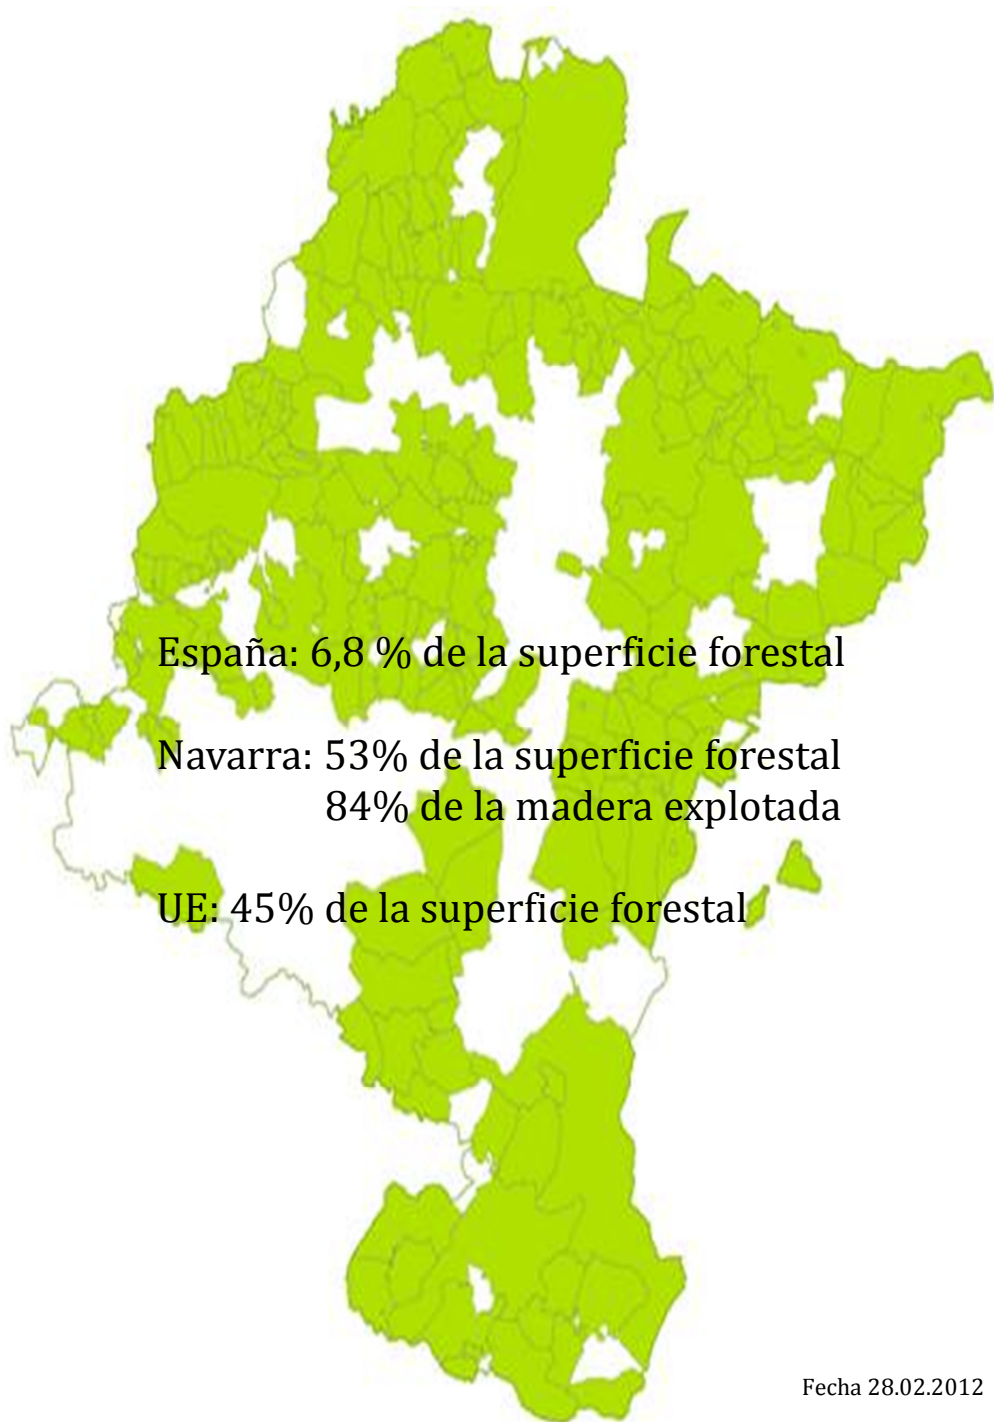 España: 6,8 % de la superficie forestal
Navarra: 53% de la superficie forestal
84% de la madera explotada
UE: 45% de la superficie forestal
Fecha 28.02.2012